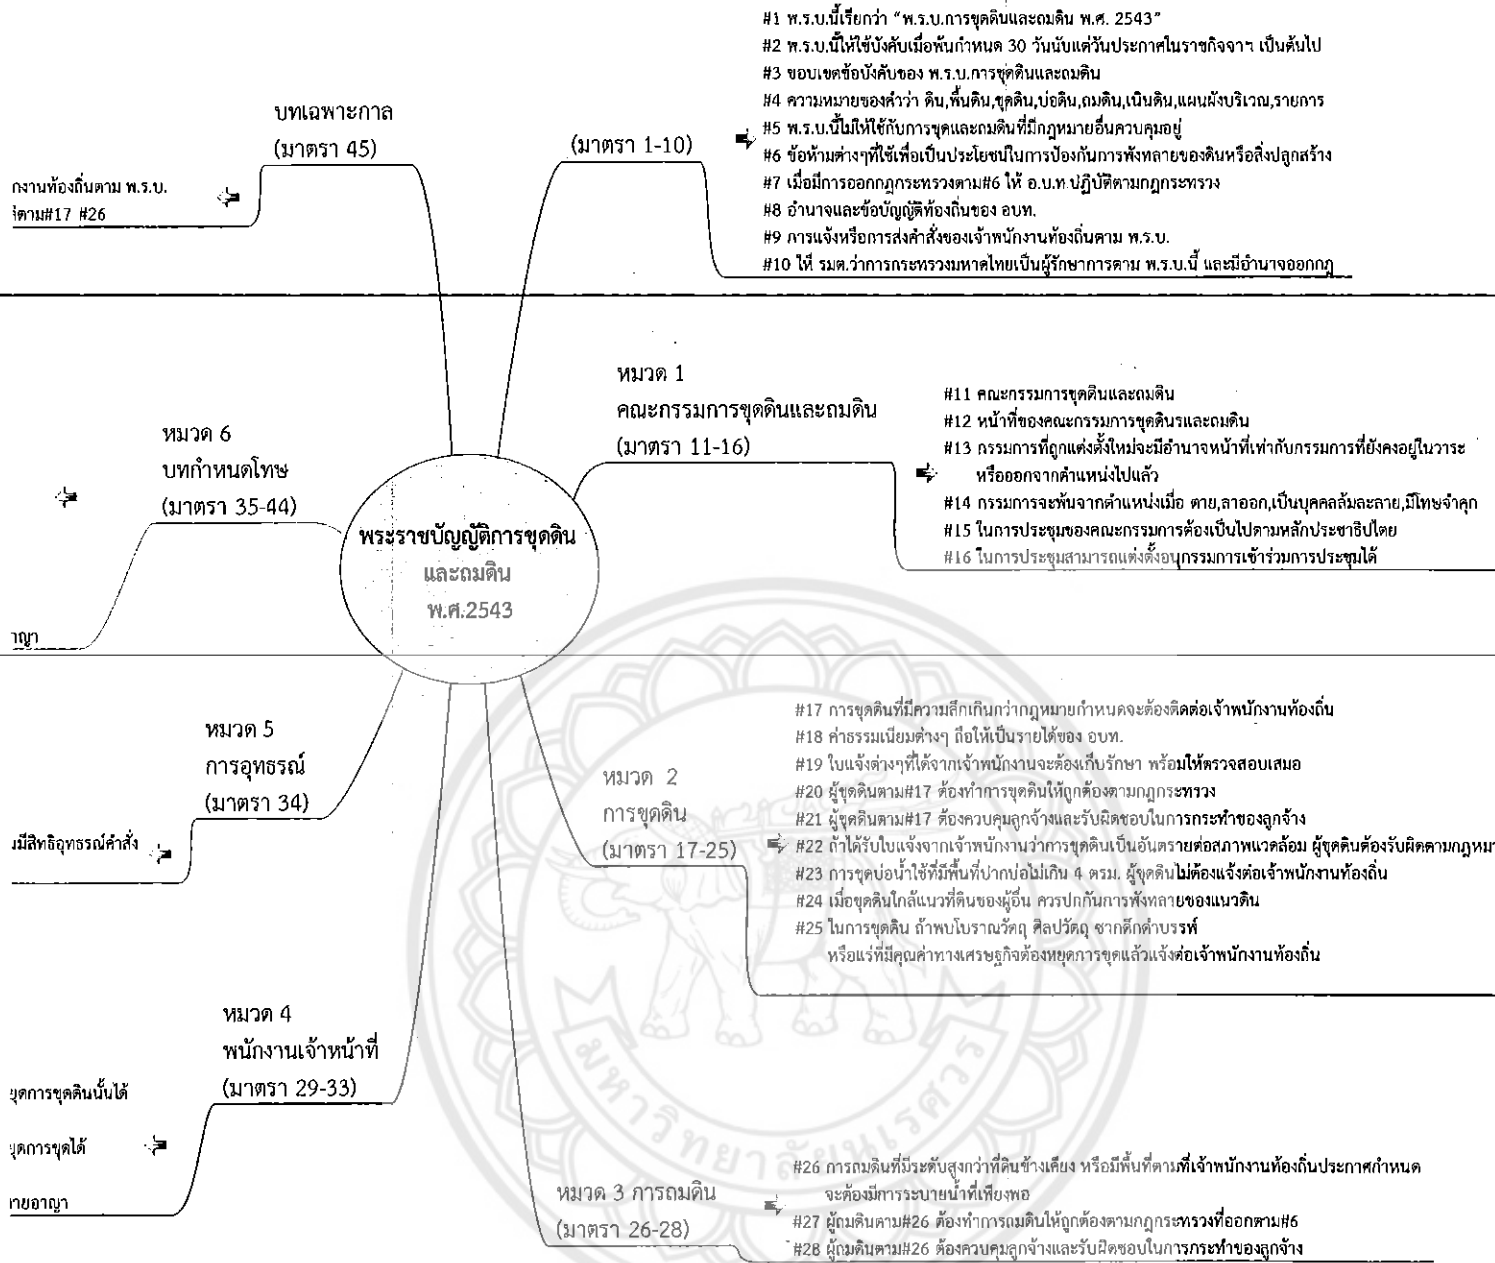 #1 พ.ร.บ.นี้เรียกว่า “พ.ร.บ.การขุดดินและถมดิน พ.ศ. 2543”
#2 พ.ร.บ.นี้ให้ใช้บังคับเมื่อพ้นกำหนด 30 วันนับแต่วันประกาศในราชกิจจาฯ เป็นต้นไป
#3 ขอบเขตข้อบังคับของ พ.ร.บ.การขุดดินและถมดิน
#4 ความหมายของคำว่า ดิน,พื้นดิน,ขุดดิน,บ่อดิน,ถมดิน,เนินดิน,แผนผังบริเวณ,รายการ
#5 พ.ร.บ.นี้ไม่ให้ใช้กับการขุดและถมดินที่มีกฎหมายอื่นควบคุมอยู่
#6 ข้อห้ามต่างๆที่ใช้เพื่อเป็นประโยชน์ในการป้องกันการพังทลายของดินหรือสิ่งปลูกสร้าง
#7 เมื่อมีการออกกฎกระทรวงตาม#6 ให้ อ.บ.ท.ปฏิบัติตามกฎกระทรวง
#8 อำนาจและข้อบัญญัติท้องถิ่นของ อบท.
#9 การแจ้งหรือการส่งคำสั่งของเจ้าพนักงานท้องถิ่นตาม พ.ร.บ.
#10 ให้ รมต.ว่าการกระทรวงมหาดไทยเป็นผู้รักษาการตาม พ.ร.บ.นี้ และมีอำนาจออกกฎ
(มาตรา 1-10)
บทเฉพาะกาล
(มาตรา 45)
กงานท้องถิ่นตาม พ.ร.บ.
ตาม#17 #26
หมวด 1
คณะกรรมการขุดดินและถมดิน
(มาตรา 11-16)
#11 คณะกรรมการขุดดินและถมดิน
#12 หน้าที่ของคณะกรรมการขุดดินรและถมดิน
#13 กรรมการที่ถูกแต่งตั้งใหม่จะมีอำนาจหน้าที่เท่ากับกรรมการที่ยังคงอยู่ในวาระ
หรือออกจากตำแหน่งไปแล้ว
#14 กรรมการจะพ้นจากตำแหน่งเมื่อ ตาย,ลาออก,เป็นบุคคลล้มละลาย,มีโทษจำคุก
#15 ในการประชุมของคณะกรรมการต้องเป็นไปตามหลักประชาธิปไตย
#16 ในการประชุมสามารถแต่งตั้งอนุกรรมการเข้าร่วมการประชุมได้
หมวด 6
บทกำหนดโทษ
(มาตรา 35-44)
าญา
พระราชบัญญัติการขุดดิน
และถมดิน
พ.ศ.2543
หมวด 5
การอุทธรณ์
(มาตรา 34)
มีสิทธิอุทธรณ์คำสั่ง
หมวด 2
การขุดดิน
(มาตรา 17-25)
#17 การขุดดินที่มีความลึกเกินกว่ากฎหมายกำหนดจะต้องติดต่อเจ้าพนักงานท้องถิ่น
#18 ค่าธรรมเนียมต่างๆ ถือให้เป็นรายได้ของ อบท.
#19 ใบแจ้งต่างๆที่ได้จากเจ้าพนักงานจะต้องเก็บรักษา พร้อมให้ตรวจสอบเสมอ
#20 ผู้ขุดดินตาม#17 ต้องทำการขุดดินให้ถูกต้องตามกฎกระทรวง
#21 ผู้ขุดดินตาม#17 ต้องควบคุมลูกจ้างและรับผิดชอบในการกระทำของลูกจ้าง
#22 ถ้าได้รับใบแจ้งจากเจ้าพนักงานว่าการขุดดินเป็นอันตรายต่อสภาพแวดล้อม ผู้ขุดดินต้องรับผิดตามกฎหมา
#23 การขุดบ่อน้ำใช้ที่มีพื้นที่ปากบ่อไม่เกิน 4 ตรม. ผู้ขุดดินไม่ต้องแจ้งต่อเจ้าพนักงานท้องถิ่น
#24 เมื่อขุดดินใกล้แนวที่ดินของผู้อื่น ควรปกกันการพังทลายของแนวดิน
#25 ในการขุดดิน ถ้าพบโบราณวัตถุ ศิลปวัตถุ ซากดึกดำบรรพ์
หรือแร่ที่มีคุณค่าทางเศรษฐกิจต้องหยุดการขุดแล้วแจ้งต่อเจ้าพนักงานท้องถิ่น
หมวด 4
พนักงานเจ้าหน้าที่
(มาตรา 29-33)
ยุดการขุดดินนั้นได้
ยุดการขุดได้
ายอาญา
มหาวิทยาลัยนเรศวร
หมวด 3 การถมดิน
(มาตรา 26-28)
#26 การถมดินที่มีระดับสูงกว่าที่ดินข้างเคียง หรือมีพื้นที่ตามที่เจ้าพนักงานท้องถิ่นประกาศกำหนด
จะต้องมีการระบายน้ำที่เพียงพอ
#27 ผู้ถมดินตาม#26 ต้องทำการถมดินให้ถูกต้องตามกฎกระทรวงที่ออกตาม#6
#28 ผู้ถมดินตาม#26 ต้องควบคุมลูกจ้างและรับผิดชอบในการกระทำของลูกจ้าง